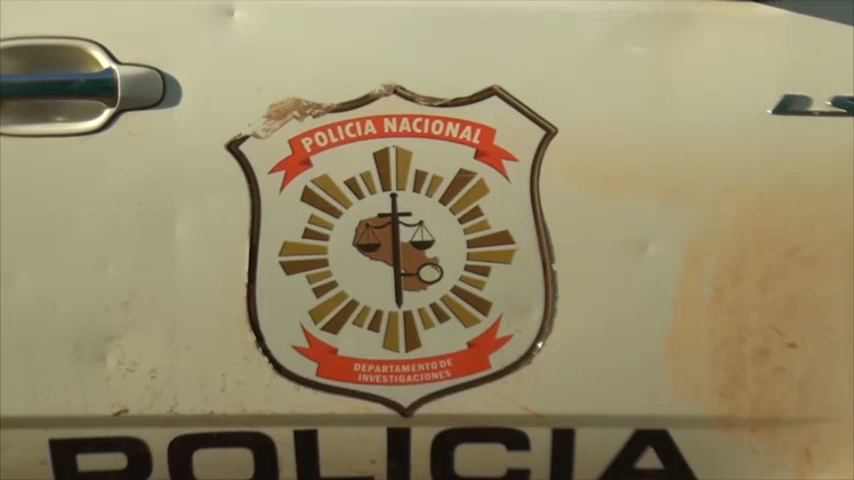 POLICIA NACIONAL
DEPARTAMENTO DE
INVESTIGACIONES
POLICIA